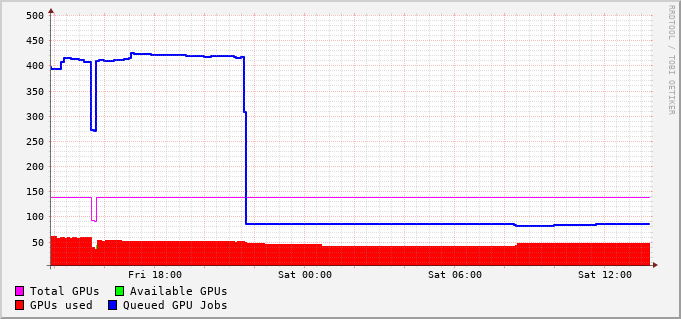 500
450
400
350
300
250
200
150
100
50
Fri 18:00 Sat 00:00 Sat 06:00 Sat 12:00
Total GPUs Available GPUs
GPUs used Queued GPU Jobs
RRDTOOL / TOBI OETIKER